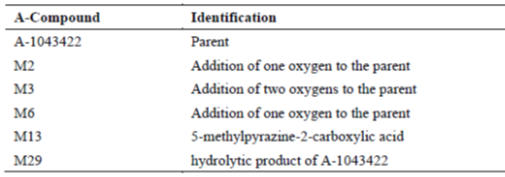 A-Compound Identification
A-1043422 Parent
M2 Addition of one oxygen to the parent
M3 Addition of two oxygens to the parent
M6 Addition of one oxygen to the parent
M13 5-methylpyrazine-2-carboxylic acid
M29 hydrolytic product of A-1043422